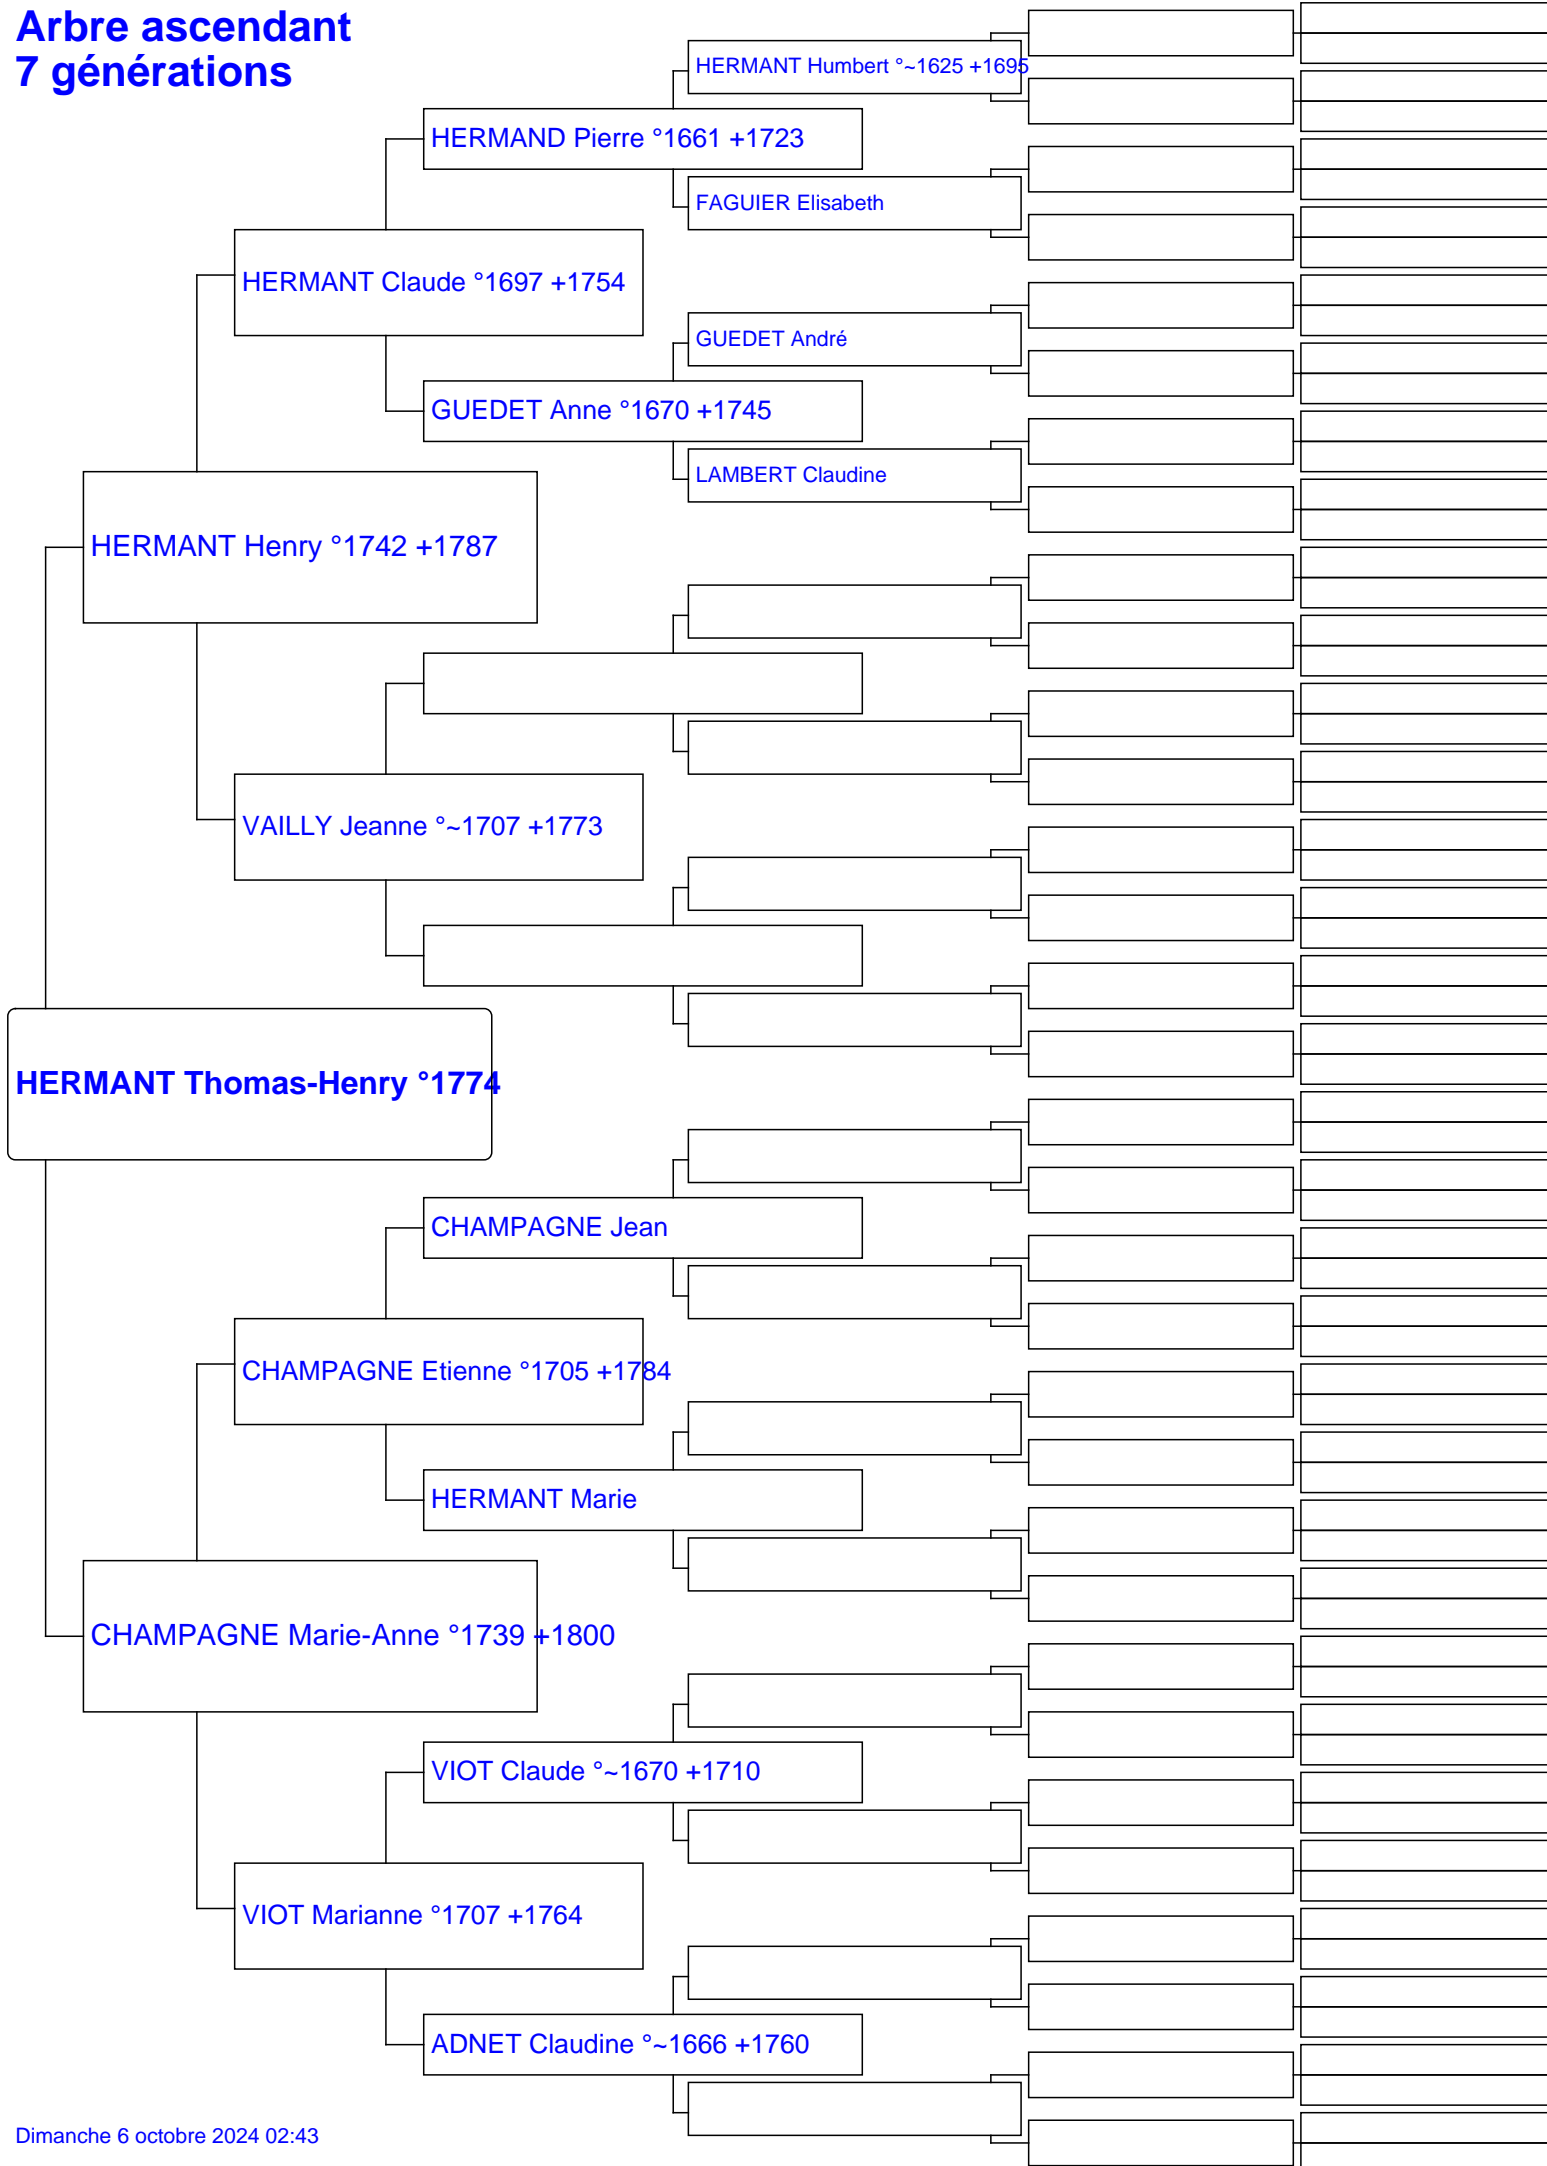 Arbre ascendant
7 générations
HERMANT Humbert °~1625 +1695
HERMAND Pierre °1661 +1723
FAGUIER Elisabeth
HERMANT Claude °1697 +1754
GUEDET André
GUEDET Anne °1670 +1745
LAMBERT Claudine
HERMANT Henry °1742 +1787
VAILLY Jeanne °~1707 +1773
HERMANT Thomas-Henry °1774
CHAMPAGNE Jean
CHAMPAGNE Etienne °1705 +1784
HERMANT Marie
CHAMPAGNE Marie-Anne °1739 +1800
VIOT Claude °~1670 +1710
VIOT Marianne °1707 +1764
ADNET Claudine °~1666 +1760
Dimanche 6 octobre 2024 02:43